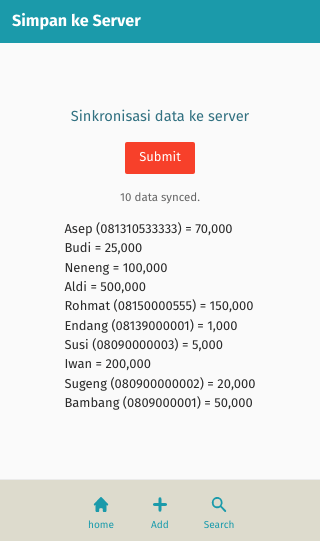 Simpan ke Server
Sinkronisasi data ke server
Submit
10 data synced.
Asep (081310533333) = 70,000
Budi = 25,000
Neneng = 100,000
Aldi = 500,000
Rohmat (08150000555) = 150,000
Endang (08139000001) = 1,000
Susi (08090000003) = 5,000
Iwan = 200,000
Sugeng (080900000002) = 20,000
Bambang (0809000001) = 50,000
home
Add
Search